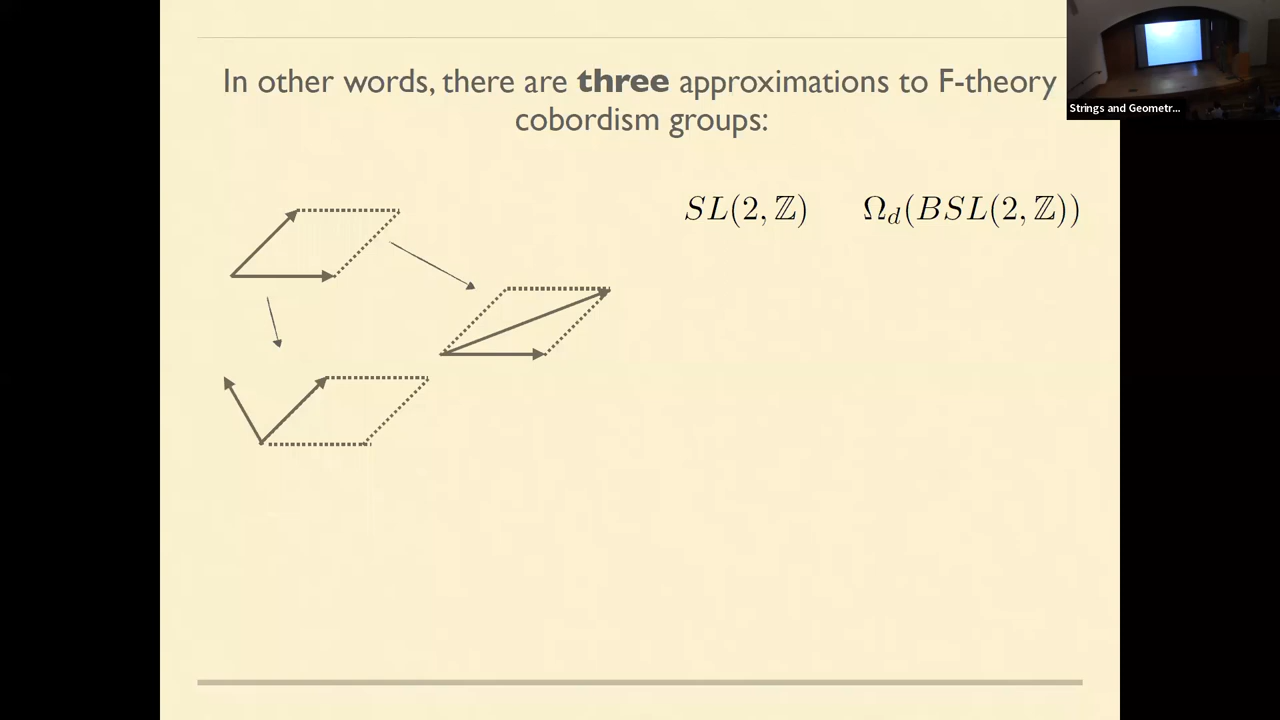 In other words, there are three approximations to F-theory
cobordism groups:
Strings and Geometr...
SL(2, ℤ)    Ω_d(BSL(2, ℤ))